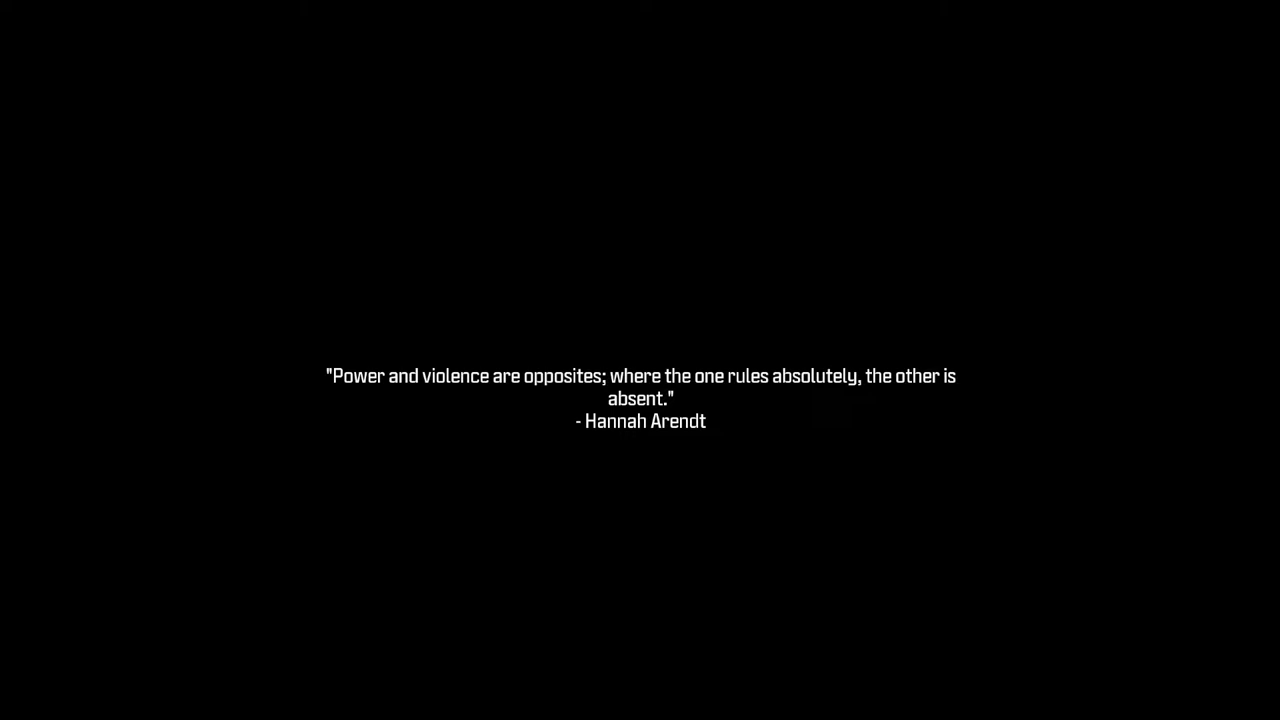 "Power and violence are opposites; where the one rules absolutely, the other is
absent."
- Hannah Arendt